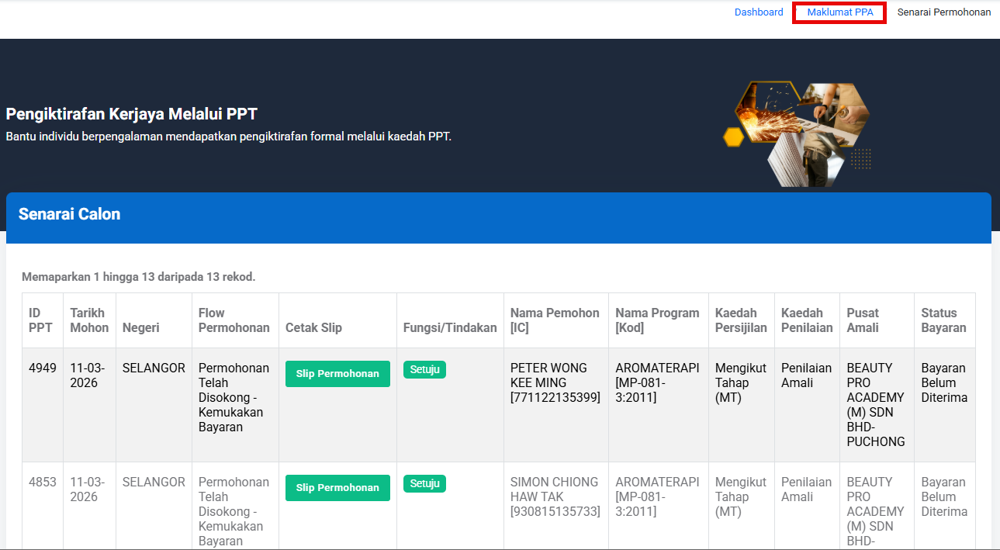 Dashboard Maklumat PPA Senarai Permohonan
Pengiktirafan Kerjaya Melalui PPT
Bantu individu berpengalaman mendapatkan pengiktirafan formal melalui kaedah PPT.
Senarai Calon
Memaparkan 1 hingga 13 daripada 13 rekod.
ID PPT
Tarikh Mohon
Negeri
Flow Permohonan
Cetak Slip
Fungsi/Tindakan
Nama Pemohon [IC]
Nama Program [Kod]
Kaedah Persijilan
Kaedah Penilaian
Pusat Amali
Status Bayaran
4949
11-03-
2026
SELANGOR
Permohonan
Telah
Disokong -
Kemukakan
Bayaran
Slip Permohonan
Setuju
PETER WONG
KEE MING
[771122135399]
AROMATERAPI
[MP-081-
3:2011]
Mengikut
Tahap
(MT)
Penilaian
Amali
BEAUTY
PRO
ACADEMY
(M) SDN
BHD-
PUCHONG
Bayaran
Belum
Diterima
4853
11-03-
2026
SELANGOR
Permohonan
Telah
Disokong -
Kemukakan
Bayaran
Slip Permohonan
Setuju
SIMON CHIONG
HAW TAK
[930815135733]
AROMATERAPI
[MP-081-
3:2011]
Mengikut
Tahap
(MT)
Penilaian
Amali
BEAUTY
PRO
ACADEMY
(M) SDN
BHD-
Bayaran
Belum
Diterima